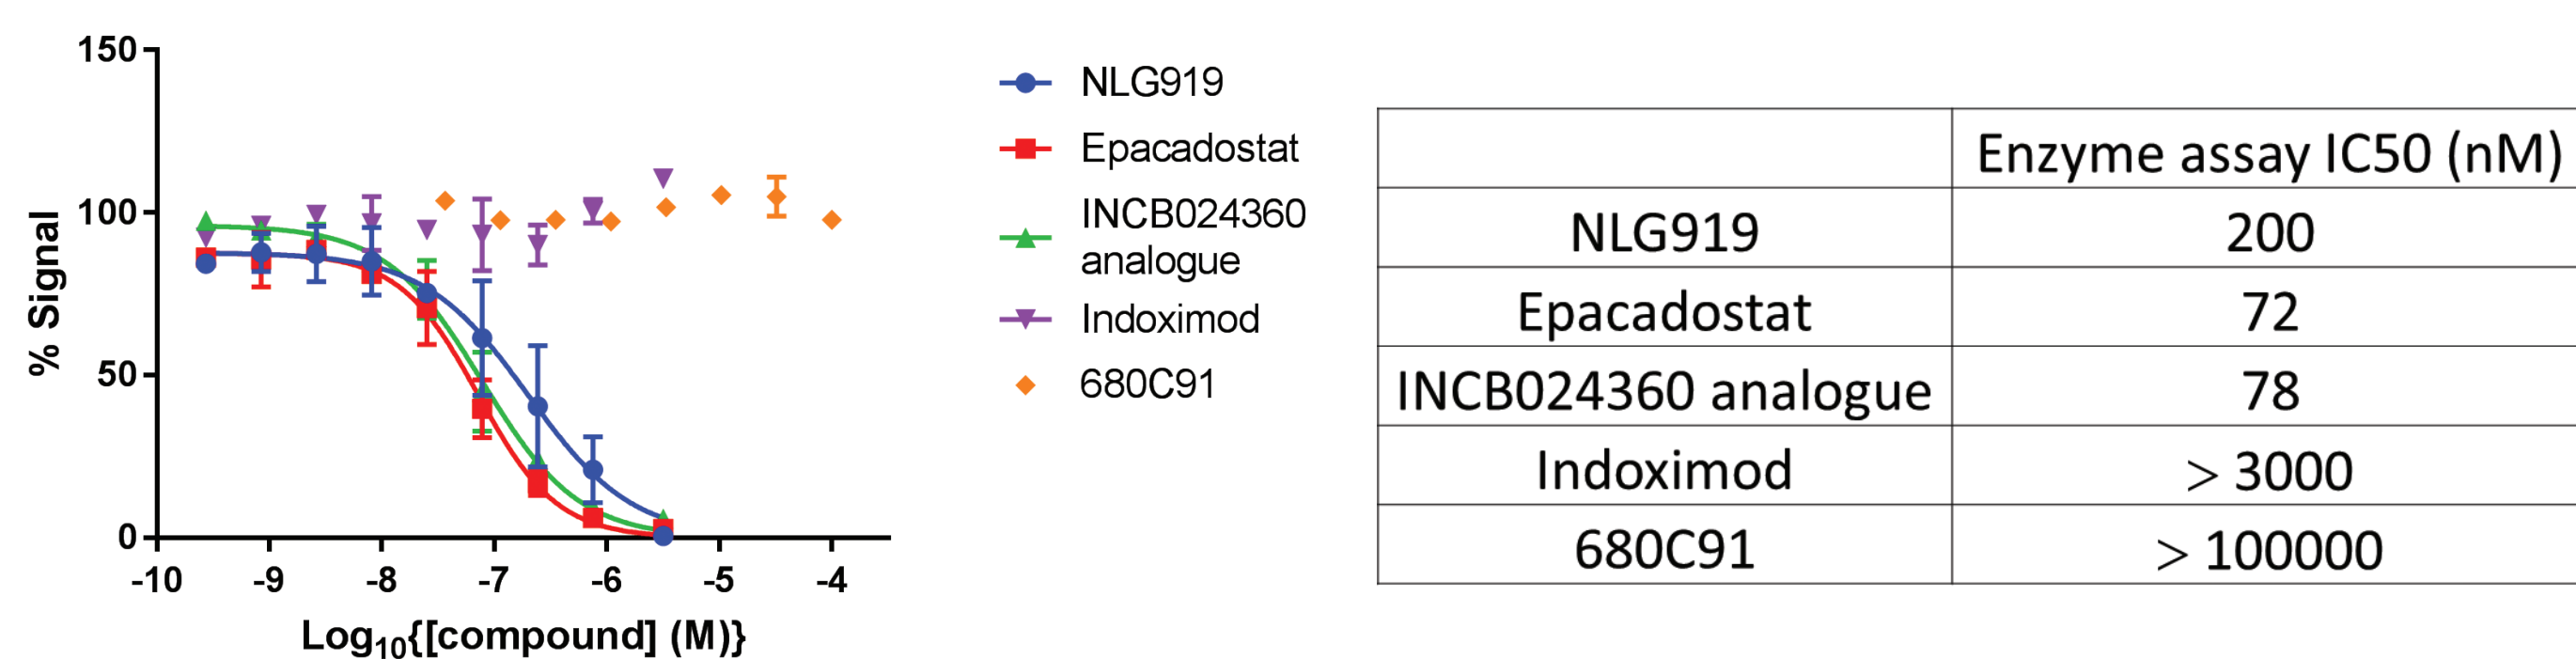 150
100
50
0
% Signal
-10 -9 -8 -7 -6 -5 -4
Log10{[compound] (M)}
NLG919
Epacadostat
INCB024360
analogue
Indoximod
680C91
Enzyme assay IC50 (nM)
NLG919 200
Epacadostat 72
INCB024360 analogue 78
Indoximod > 3000
680C91 > 100000